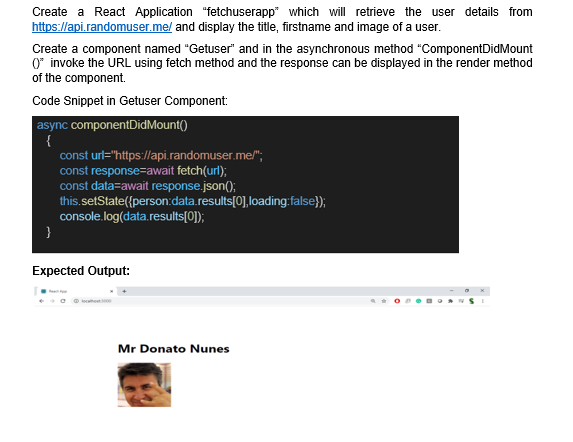 Create a React Application “fetchuserapp” which will retrieve the user details from
https://api.randomuser.me/ and display the title, firstname and image of a user.
Create a component named “Getuser” and in the asynchronous method “ComponentDidMount
()” invoke the URL using fetch method and the response can be displayed in the render method
of the component.
Code Snippet in Getuser Component:
async componentDidMount()
{
const url="https://api.randomuser.me/";
const response=await fetch(url);
const data=await response.json();
this.setState({person:data.results[0],loading:false});
console.log(data.results[0]);
}
Expected Output:
React App
localhost:3000
Mr Donato Nunes